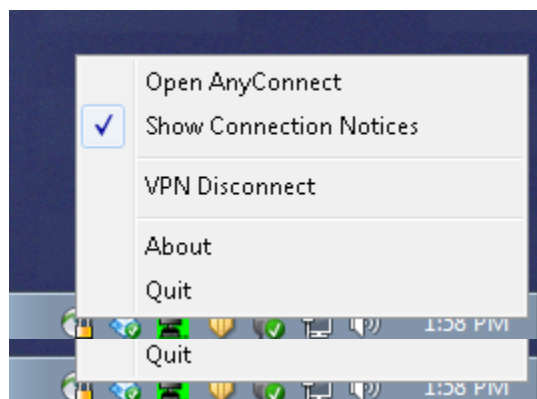 Open AnyConnect
Show Connection Notices
VPN Disconnect
About
Quit
1:58 PM
Quit
1:58 PM